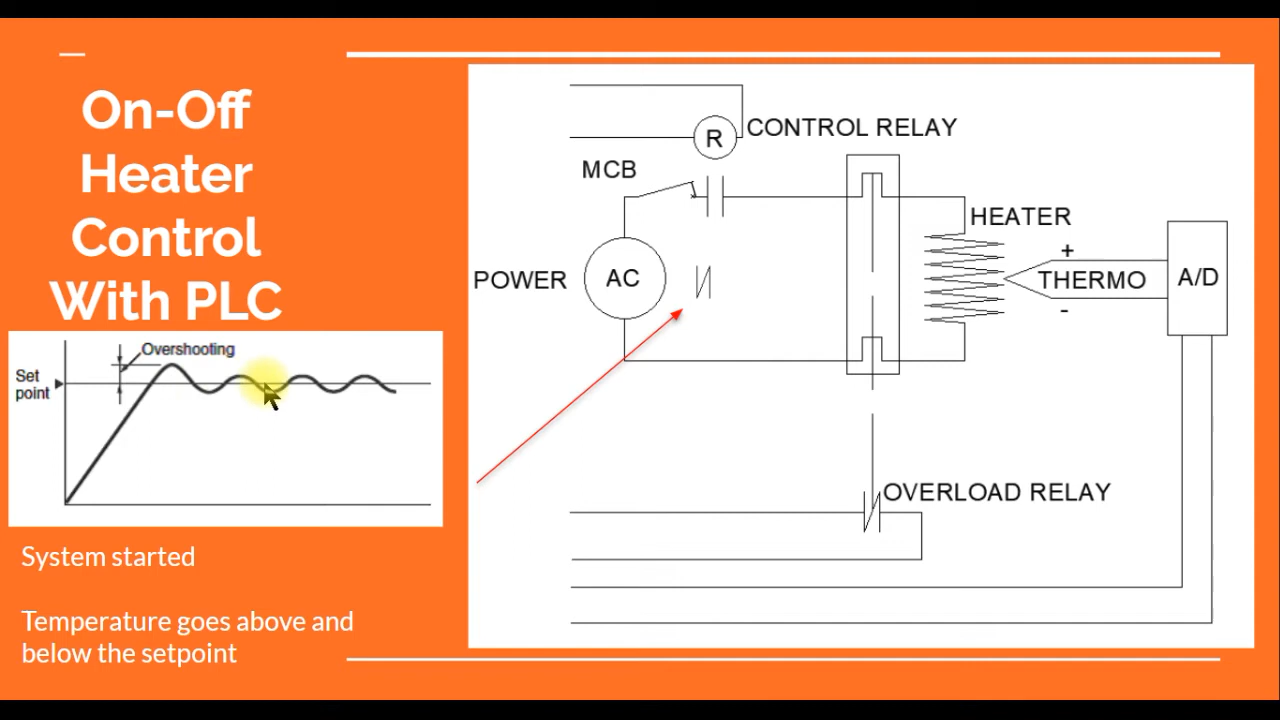 On-Off
Heater
Control
With PLC
Overshooting
Set
point
System started
Temperature goes above and
below the setpoint
R
CONTROL RELAY
MCB
HEATER
+
POWER
AC
THERMO
A/D
-
OVERLOAD RELAY